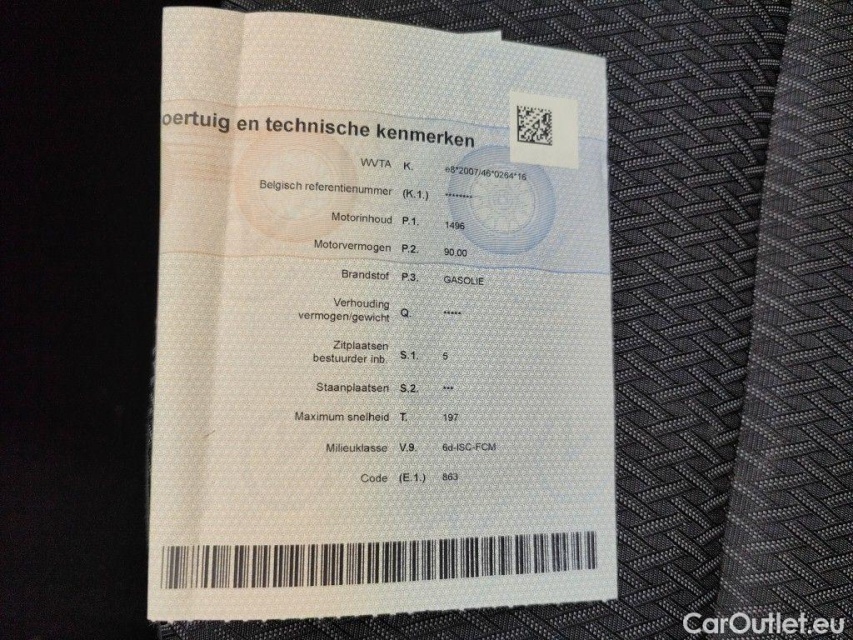 oertuig en technische kenmerken
WVTA K. e8*2007/46*0264*16
Belgisch referentienummer (K.1.) ********
Motorinhoud P.1. 1496
Motorvermogen P.2. 90.00
Brandstof P.3. GASOLIE
Verhouding
vermogen/gewicht Q. *****
Zitplaatsen
bestuurder inb. S.1. 5
Staanplaatsen S.2. ***
Maximum snelheid T. 197
Milieuklasse V.9. 6d-ISC-FCM
Code (E.1.) 863
CarOutlet.eu